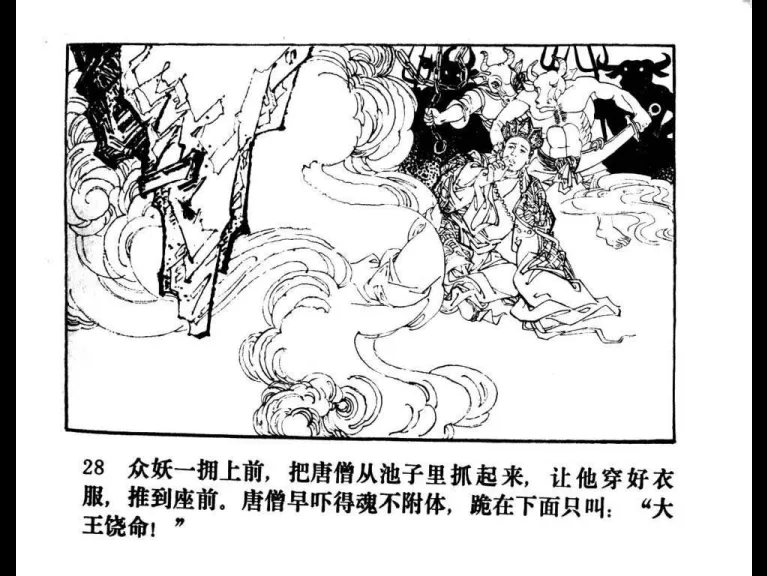 28 众妖一拥上前，把唐僧从池子里抓起来，让他穿好衣
服，推到座前。唐僧早吓得魂不附体，跪在下面只叫：“大
王饶命！”